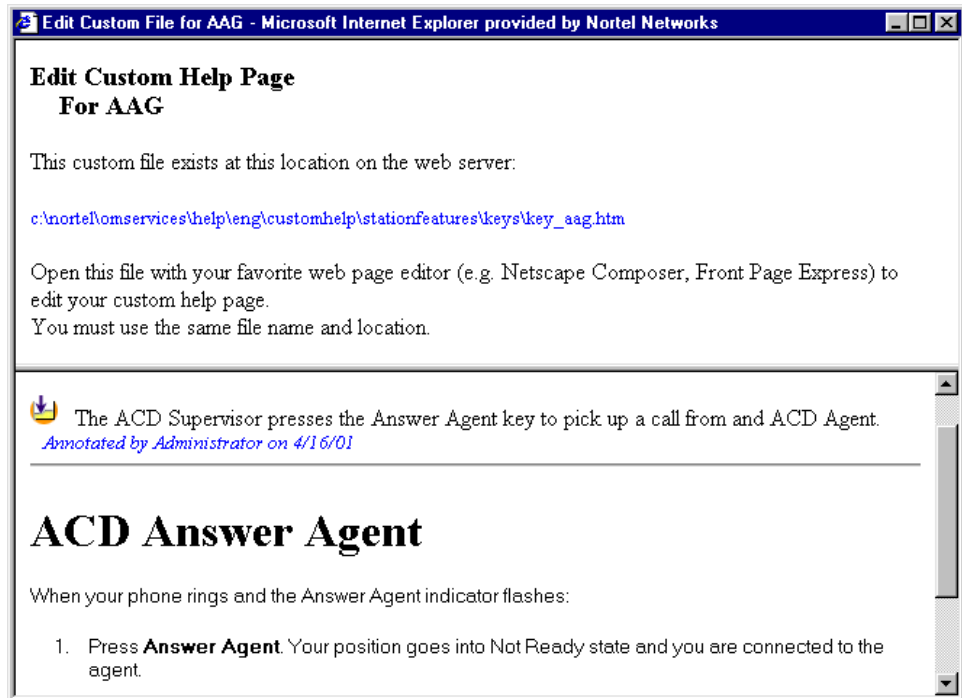 Edit Custom File for AAG - Microsoft Internet Explorer provided by Nortel Networks
Edit Custom Help Page
For AAG
This custom file exists at this location on the web server:
c:\nortel\omservices\help\eng\customhelp\stationfeatures\keys\key_aag.htm
Open this file with your favorite web page editor (e.g. Netscape Composer, Front Page Express) to
edit your custom help page.
You must use the same file name and location.
The ACD Supervisor presses the Answer Agent key to pick up a call from and ACD Agent.
Annotated by Administrator on 4/16/01
ACD Answer Agent
When your phone rings and the Answer Agent indicator flashes:
1. Press Answer Agent. Your position goes into Not Ready state and you are connected to the
agent.